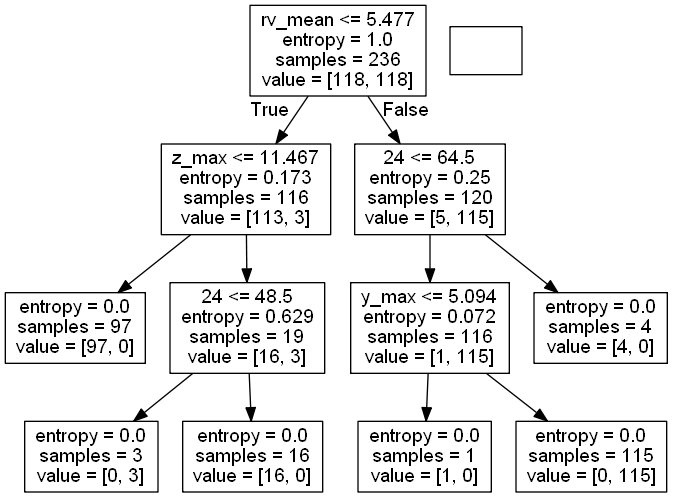 rv_mean <= 5.477
entropy = 1.0
samples = 236
value = [118, 118]
True
False
z_max <= 11.467
entropy = 0.173
samples = 116
value = [113, 3]
24 <= 64.5
entropy = 0.25
samples = 120
value = [5, 115]
entropy = 0.0
samples = 97
value = [97, 0]
24 <= 48.5
entropy = 0.629
samples = 19
value = [16, 3]
y_max <= 5.094
entropy = 0.072
samples = 116
value = [1, 115]
entropy = 0.0
samples = 4
value = [4, 0]
entropy = 0.0
samples = 3
value = [0, 3]
entropy = 0.0
samples = 16
value = [16, 0]
entropy = 0.0
samples = 1
value = [1, 0]
entropy = 0.0
samples = 115
value = [0, 115]